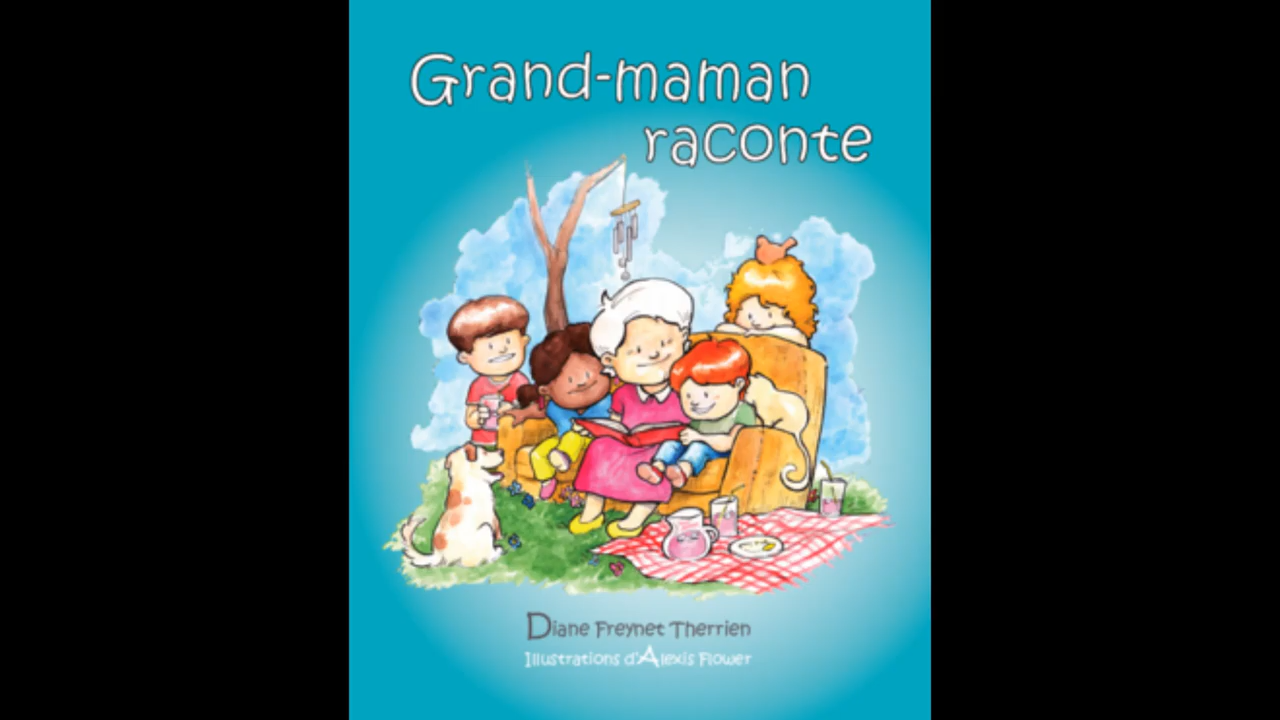 Grand-maman
raconte
Diane Freynet Therrien
Illustrations d'Alexis Flower